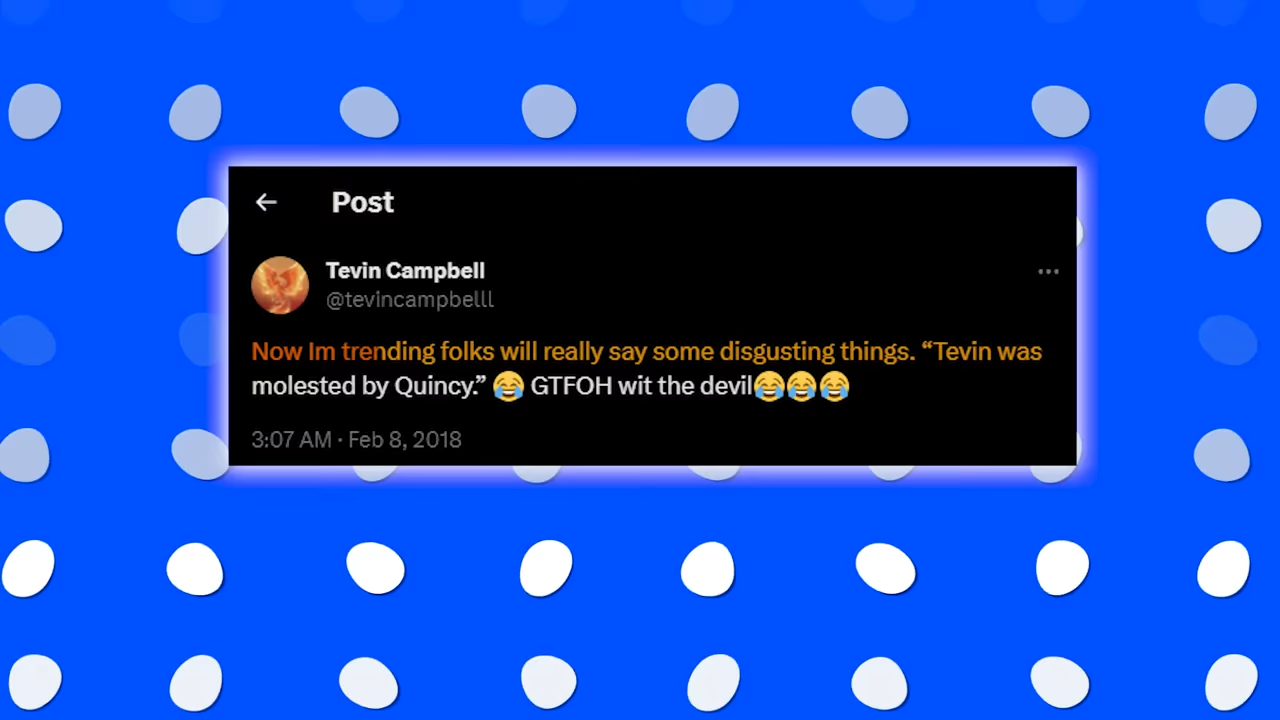 Post
Tevin Campbell
@tevincampbelll
Now Im trending folks will really say some disgusting things. “Tevin was
molested by Quincy.” 😂 GTFOH wit the devil😂😂😂
3:07 AM · Feb 8, 2018